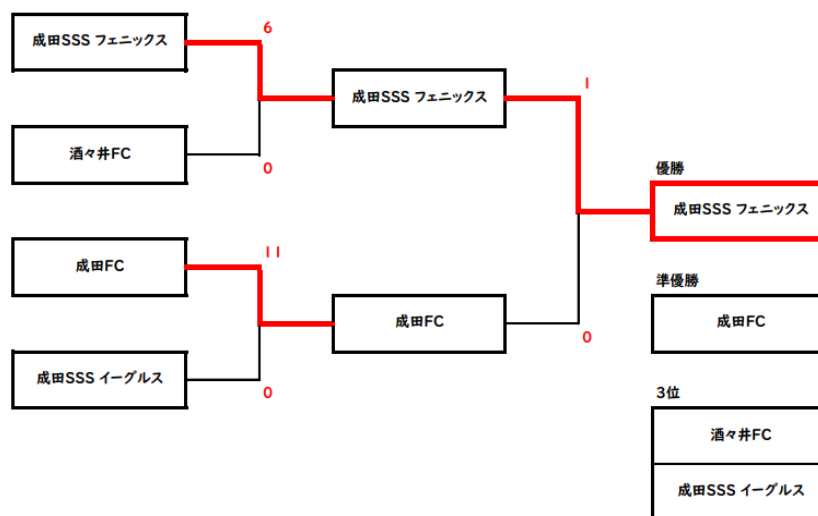 成田SSS フェニックス
6
酒々井FC
0
成田FC
11
成田SSS イーグルス
0
成田SSS フェニックス
1
成田FC
0
優勝
成田SSS フェニックス
準優勝
成田FC
3位
酒々井FC
成田SSS イーグルス